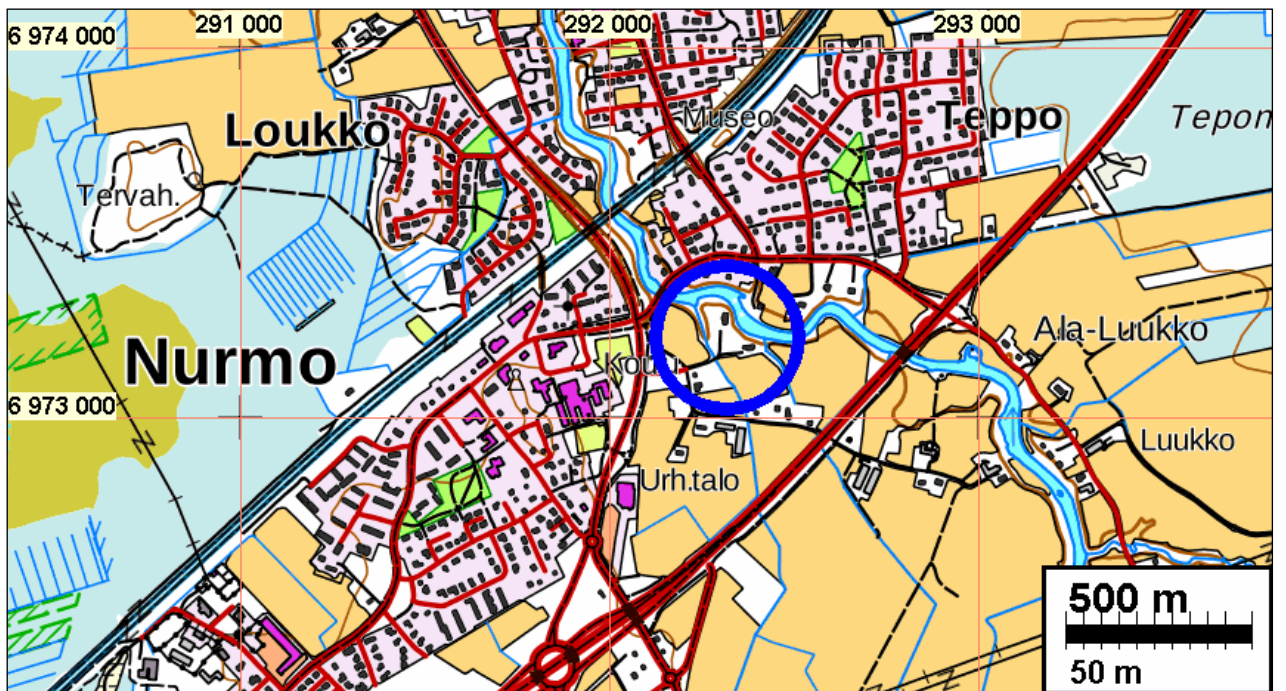 291 000
292 000
293 000
6 974 000
Museo
Teppo
Tepon
Loukko
Tervah.
Ala-Luukko
Nurmo
Koulu
6 973 000
Luukko
Urh.talo
500 m
50 m